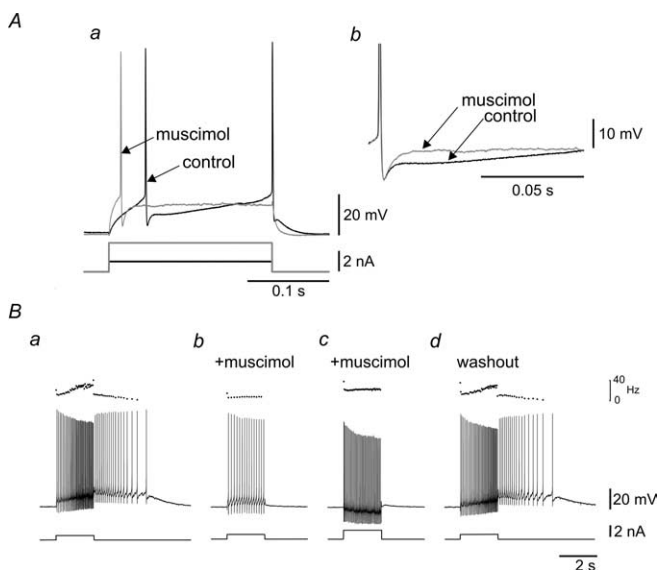 A
a
b
muscimol
control
muscimol
control
10 mV
0.05 s
20 mV
2 nA
0.1 s
B
a
b
c
d
+muscimol
+muscimol
washout
40
Hz
0
20 mV
2 nA
2 s